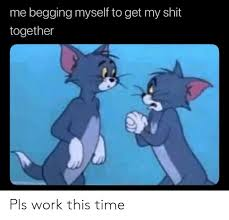 me begging myself to get my shit
together
Pls work this time